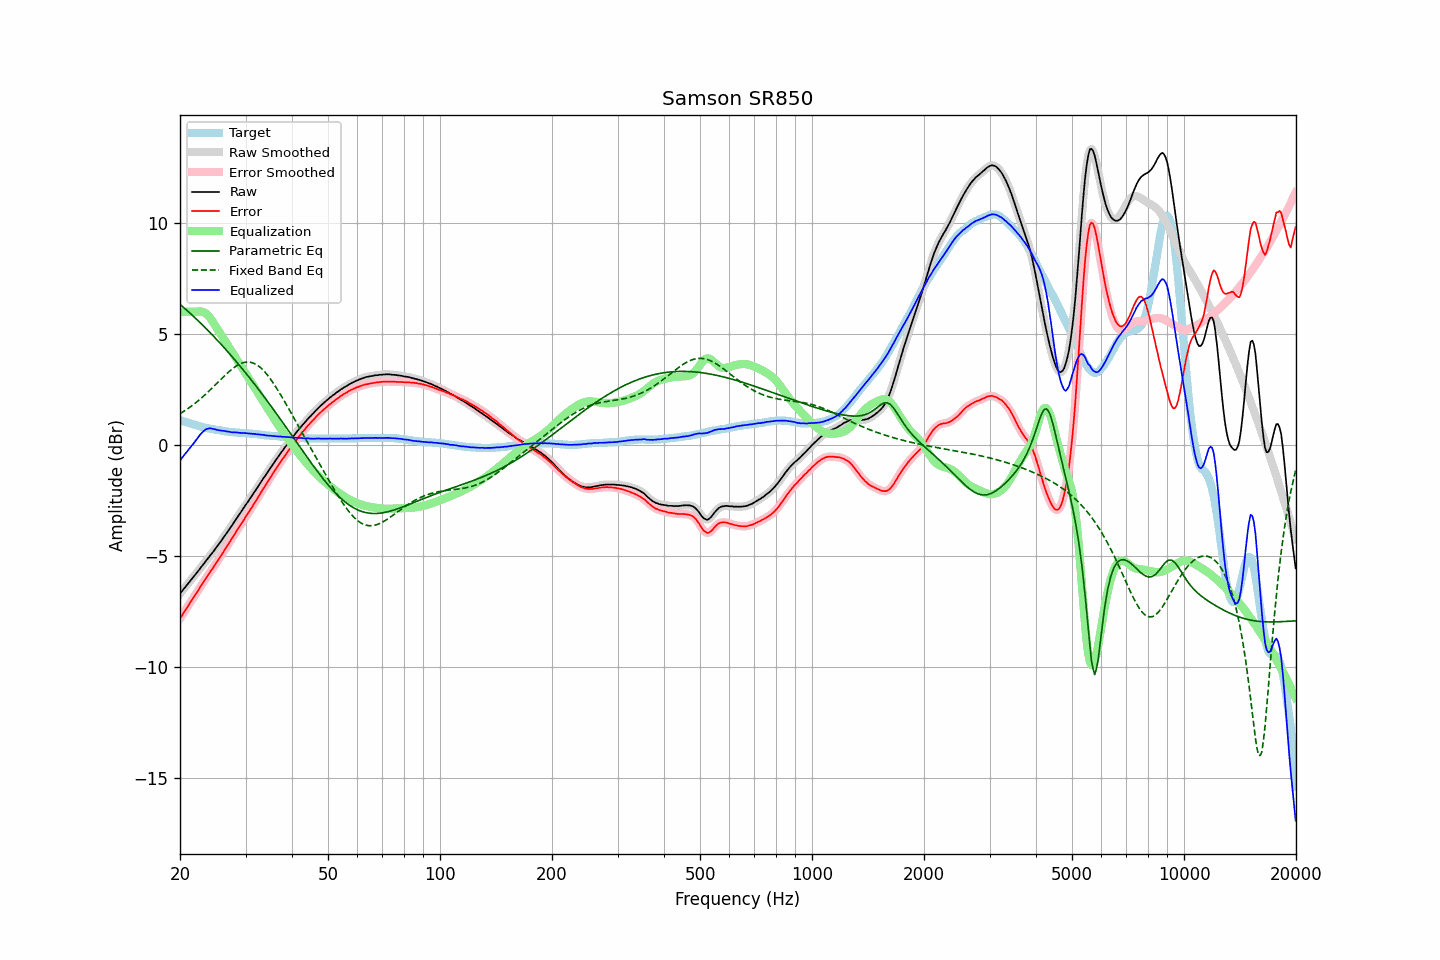 Samson SR850
Target
Raw Smoothed
Error Smoothed
Raw
Error
Equalization
Parametric Eq
Fixed Band Eq
Equalized
10
5
0
−5
−10
−15
Amplitude (dBr)
20 50 100 200 500 1000 2000 5000 10000 20000
Frequency (Hz)